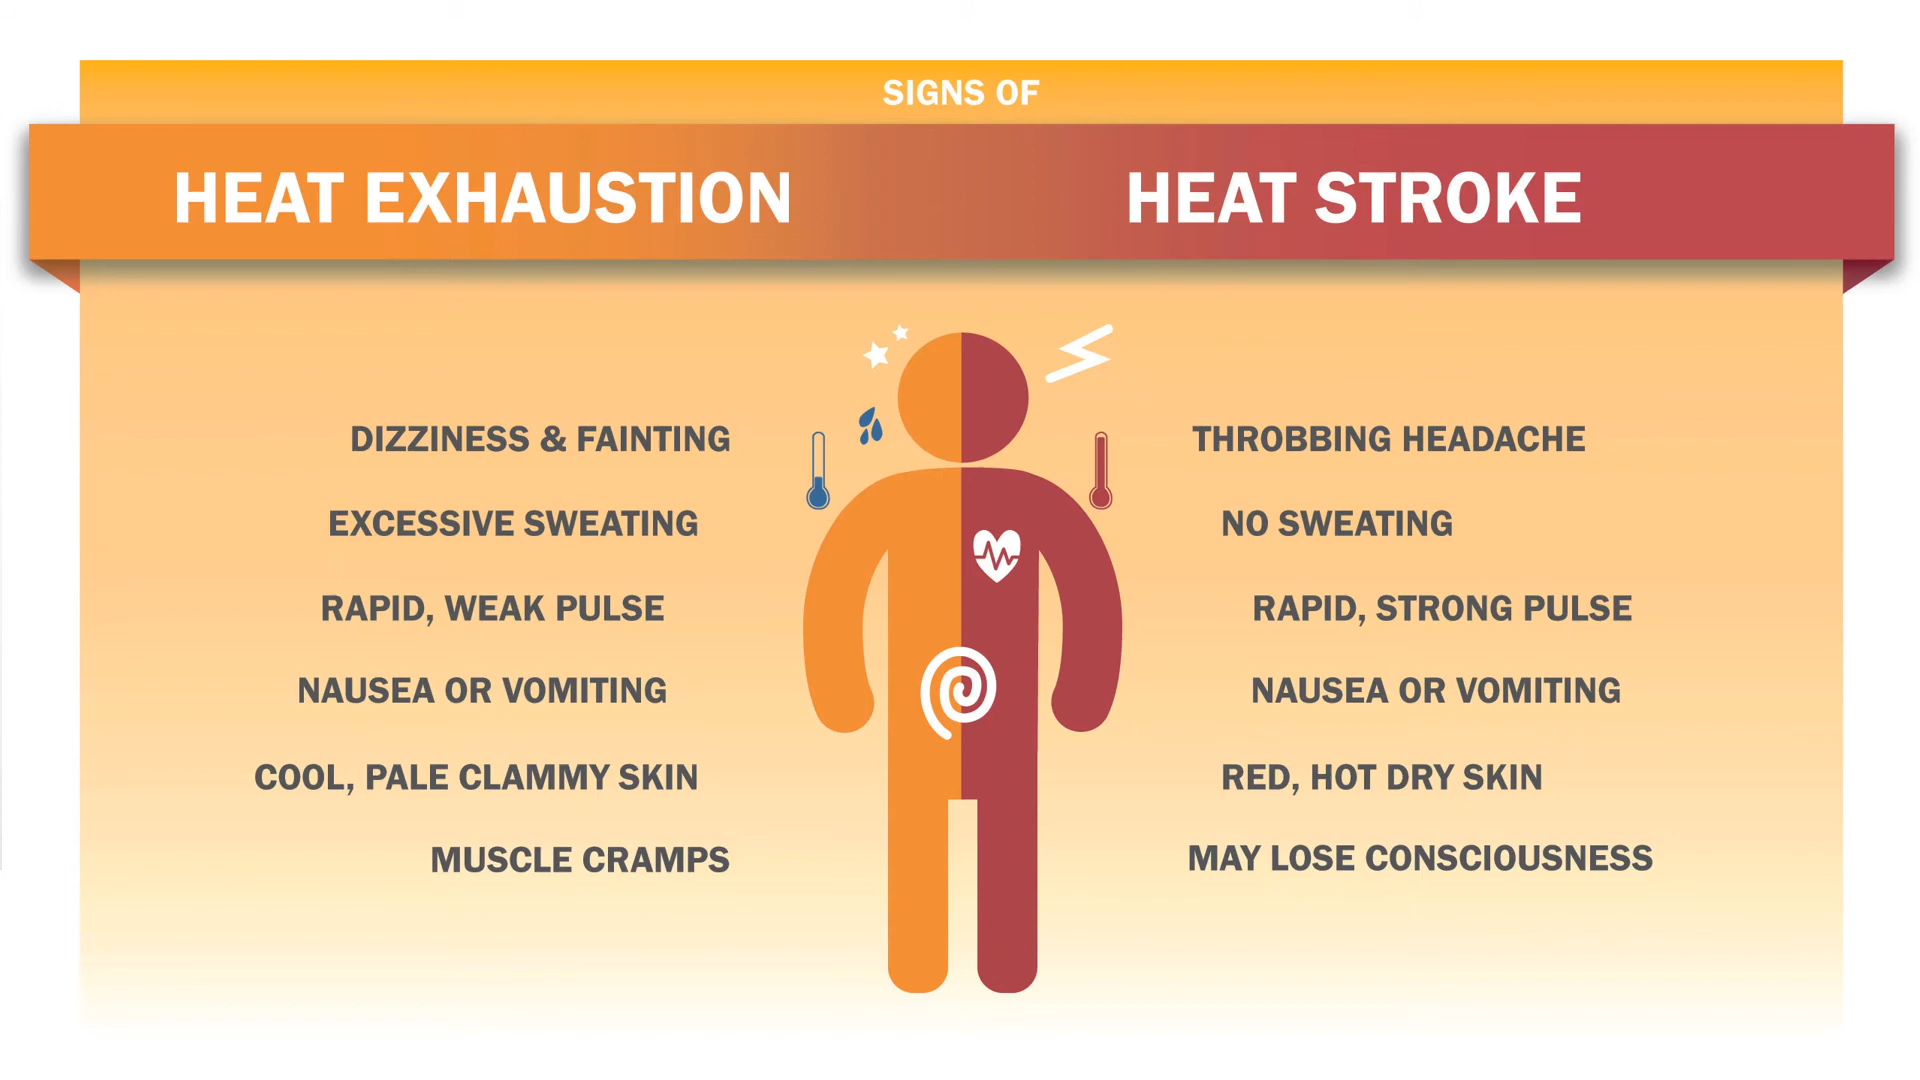 SIGNS OF
HEAT EXHAUSTION
HEAT STROKE
DIZZINESS & FAINTING
EXCESSIVE SWEATING
RAPID, WEAK PULSE
NAUSEA OR VOMITING
COOL, PALE CLAMMY SKIN
MUSCLE CRAMPS
THROBBING HEADACHE
NO SWEATING
RAPID, STRONG PULSE
NAUSEA OR VOMITING
RED, HOT DRY SKIN
MAY LOSE CONSCIOUSNESS